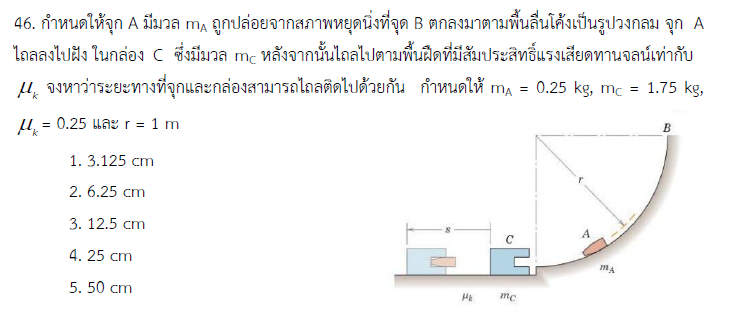 46. กำหนดให้จุก A มีมวล mA ถูกปล่อยจากสภาพหยุดนิ่งที่จุด B ตกลงมาตามพื้นลื่นโค้งเป็นรูปวงกลม จุก A
ไถลลงไปฝัง ในกล่อง C ซึ่งมีมวล mC หลังจากนั้นไถลไปตามพื้นฝืดที่มีสัมประสิทธิ์แรงเสียดทานจลน์เท่ากับ
μk จงหาว่าระยะทางที่จุกและกล่องสามารถไถลติดไปด้วยกัน กำหนดให้ mA = 0.25 kg, mC = 1.75 kg,
μk = 0.25 และ r = 1 m
1. 3.125 cm
2. 6.25 cm
3. 12.5 cm
4. 25 cm
5. 50 cm
B
r
s
C
A
mA
μk
mC